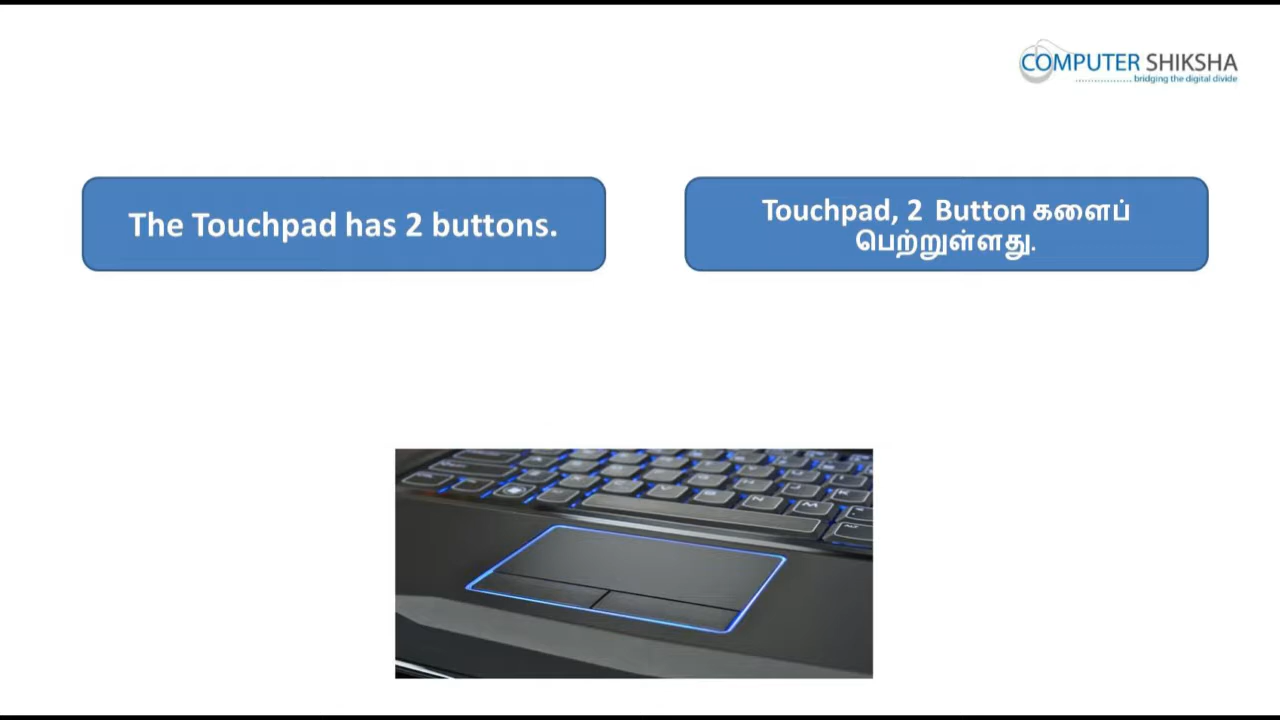 COMPUTER SHIKSHA
bridging the digital divide
The Touchpad has 2 buttons.
Touchpad, 2 Button களைப்
பெற்றுள்ளது.